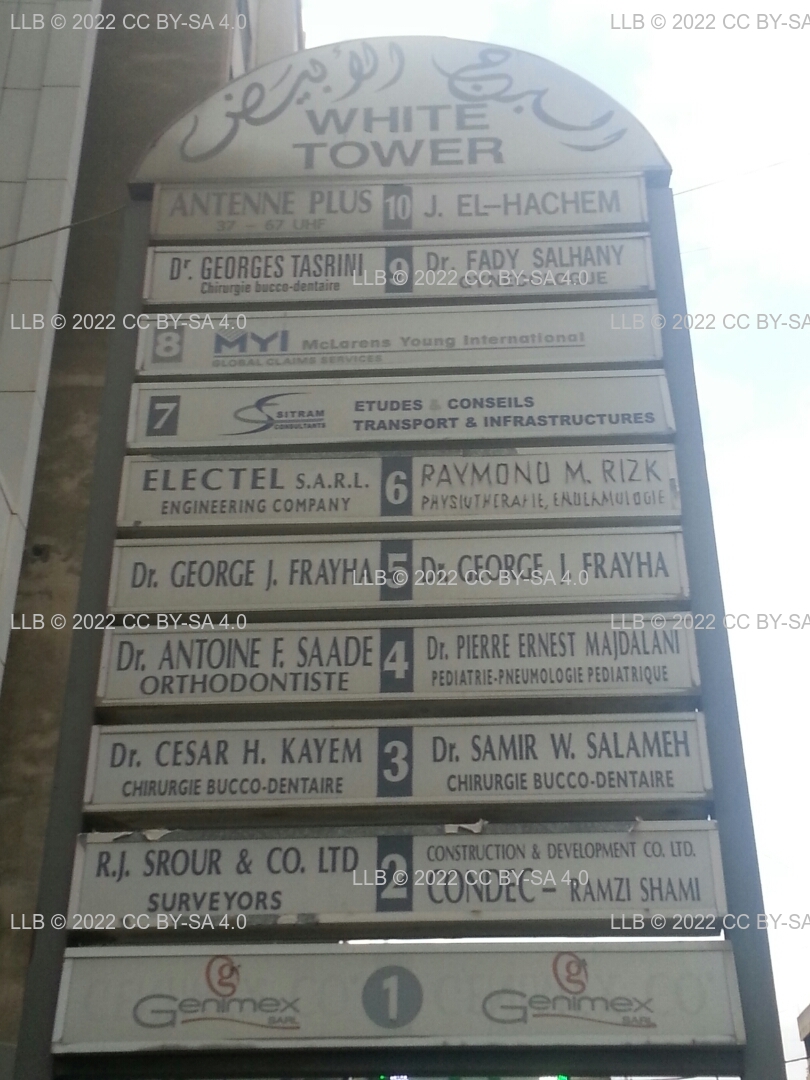 البرج الأبيض
WHITE
TOWER
ANTENNE PLUS 10 J. EL-HACHEM
37 - 67 UHF
Dr. GEORGES TASRINI 9 Dr. FADY SALHANY
Chirurgie bucco-dentaire GYNECOLOGUE
8 MYI McLarens Young International
GLOBAL CLAIMS SERVICES
7 SITRAM CONSULTANTS ETUDES & CONSEILS
TRANSPORT & INFRASTRUCTURES
ELECTEL S.A.R.L. 6 RAYMOND M. RIZK
ENGINEERING COMPANY PHYSIOTHERAPIE, ENDERMOLOGIE
Dr. GEORGE J. FRAYHA 5 Dr. GEORGE J. FRAYHA
Dr. ANTOINE F. SAADE 4 Dr. PIERRE ERNEST MAJDALANI
ORTHODONTISTE PEDIATRIE-PNEUMOLOGIE PEDIATRIQUE
Dr. CESAR H. KAYEM 3 Dr. SAMIR W. SALAMEH
CHIRURGIE BUCCO-DENTAIRE CHIRURGIE BUCCO-DENTAIRE
R.J. SROUR & CO. LTD 2 CONSTRUCTION & DEVELOPMENT CO. LTD.
SURVEYORS CONDEC - RAMZI SHAMI
Genimex SARL 1 Genimex SARL
LLB © 2022 CC BY-SA 4.0